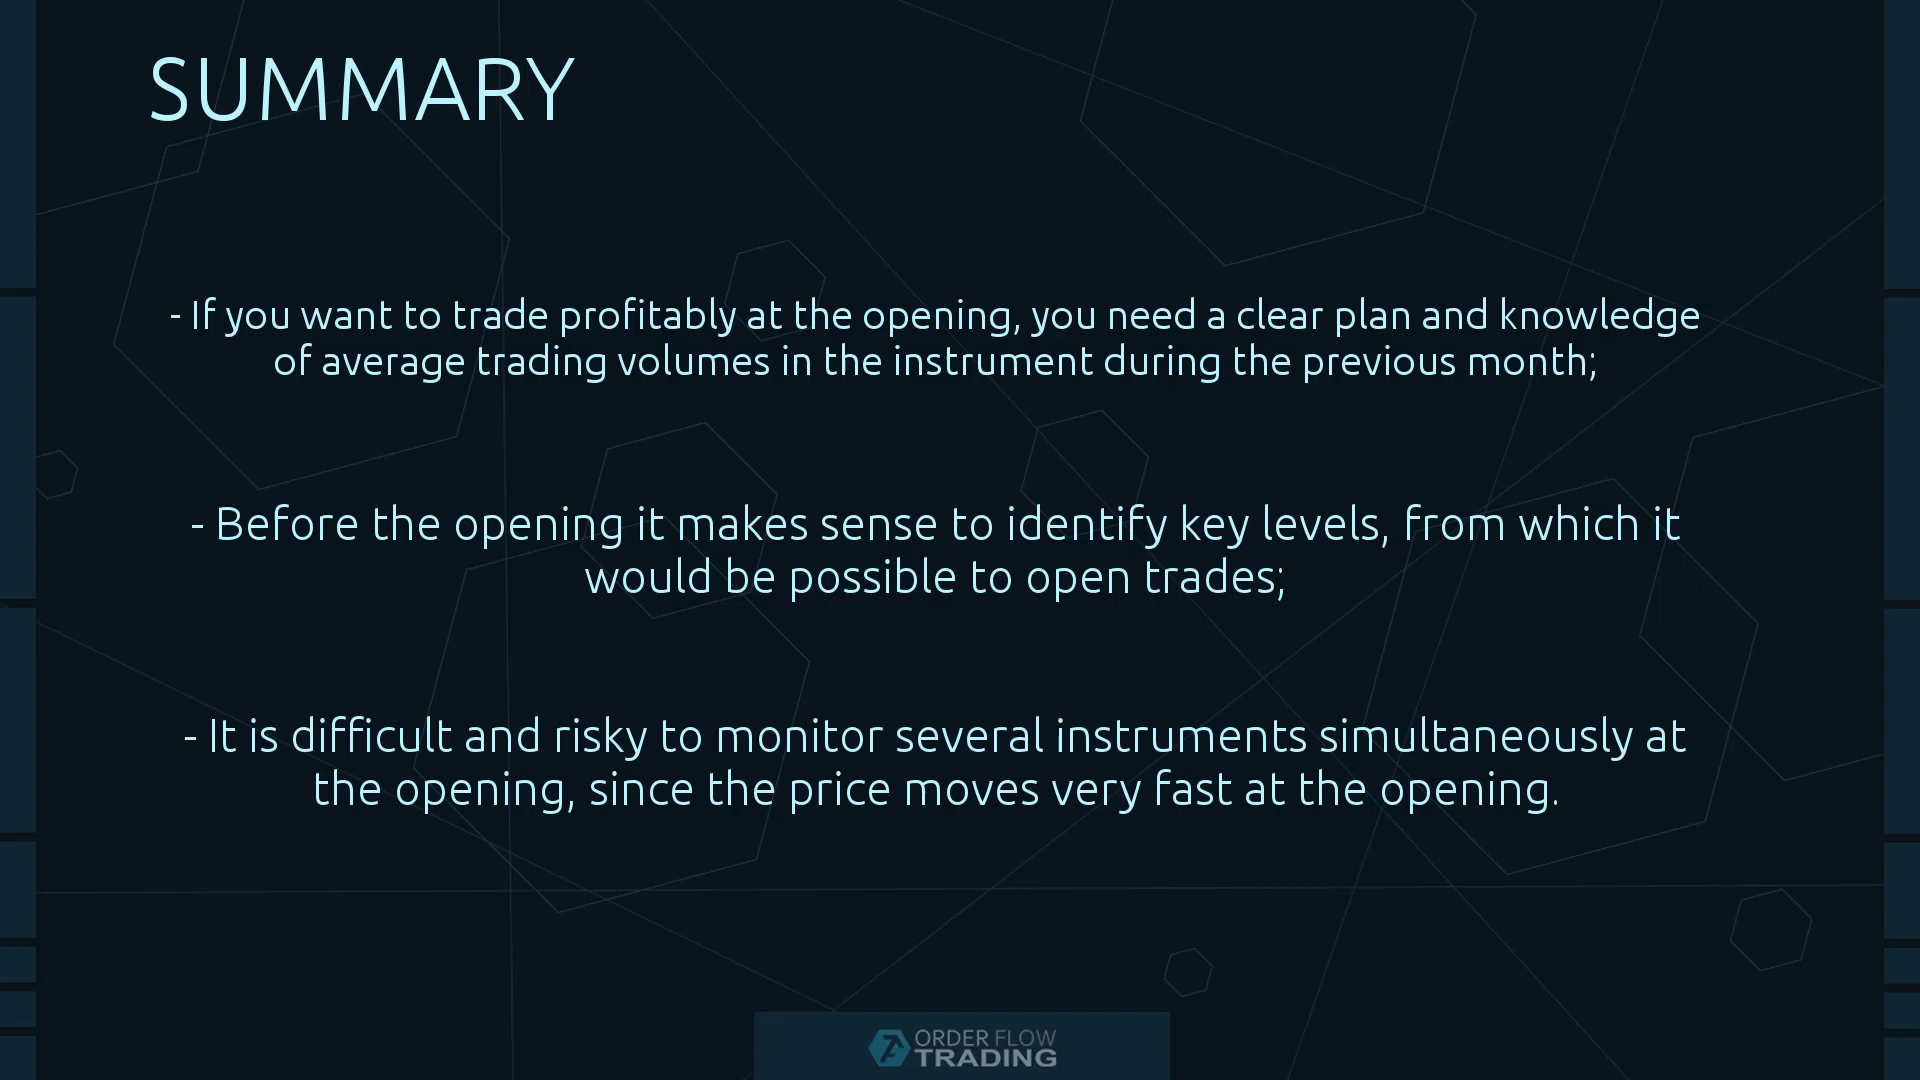 SUMMARY
- If you want to trade profitably at the opening, you need a clear plan and knowledge
of average trading volumes in the instrument during the previous month;
- Before the opening it makes sense to identify key levels, from which it
would be possible to open trades;
- It is difficult and risky to monitor several instruments simultaneously at
the opening, since the price moves very fast at the opening.
ORDER FLOW
TRADING